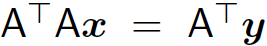 A⊤A𝒙 = A⊤𝒚